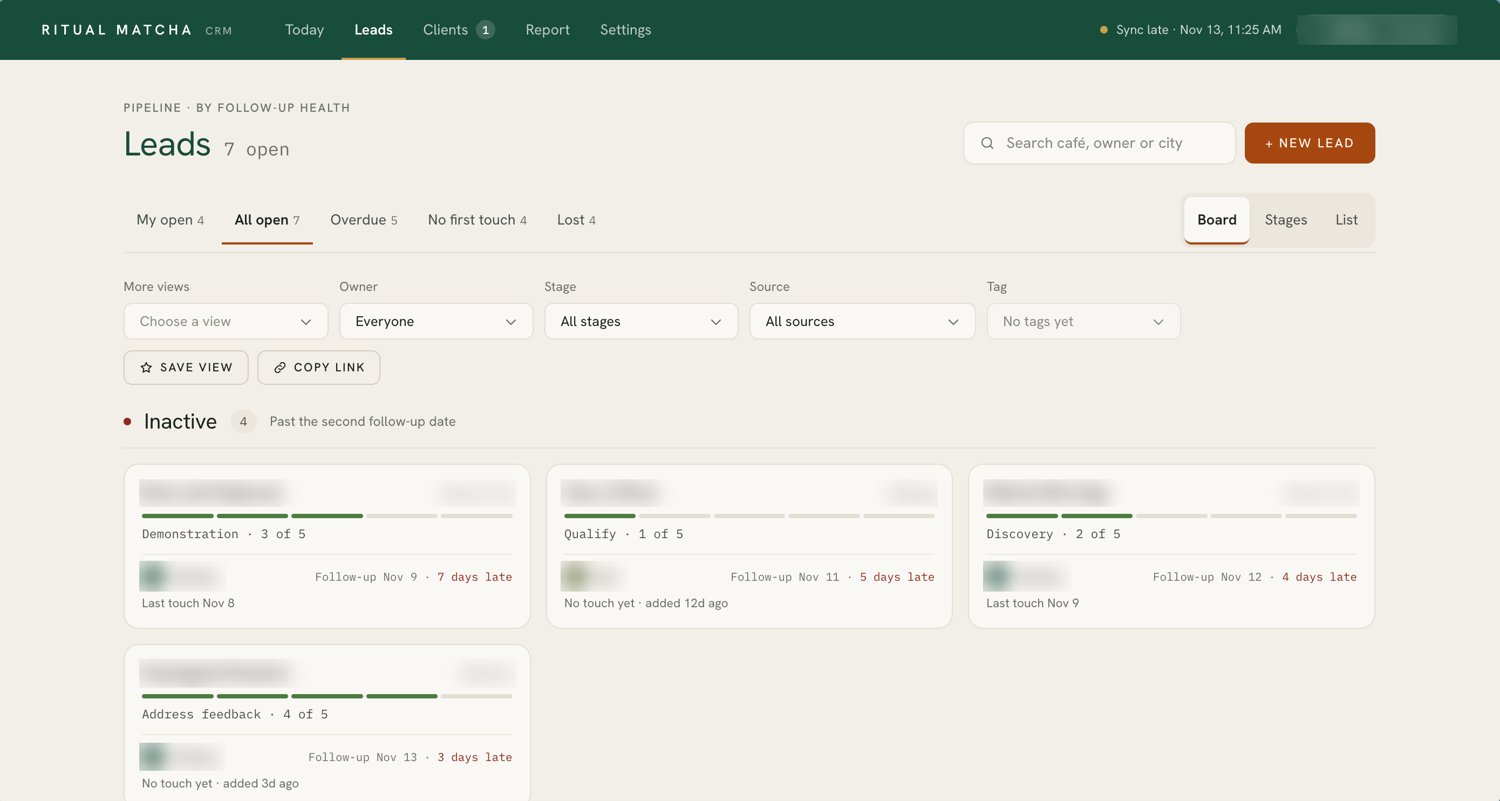 RITUAL MATCHA CRM Today Leads Clients 1 Report Settings Sync late · Nov 13, 11:25 AM
PIPELINE · BY FOLLOW-UP HEALTH
Leads 7 open
Search café, owner or city
+ NEW LEAD
My open 4 All open 7 Overdue 5 No first touch 4 Lost 4
Board Stages List
More views Owner Stage Source Tag
Choose a view Everyone All stages All sources No tags yet
SAVE VIEW COPY LINK
Inactive 4 Past the second follow-up date
Demonstration · 3 of 5
Follow-up Nov 9 · 7 days late
Last touch Nov 8
Qualify · 1 of 5
Follow-up Nov 11 · 5 days late
No touch yet · added 12d ago
Discovery · 2 of 5
Follow-up Nov 12 · 4 days late
Last touch Nov 9
Address feedback · 4 of 5
Follow-up Nov 13 · 3 days late
No touch yet · added 3d ago